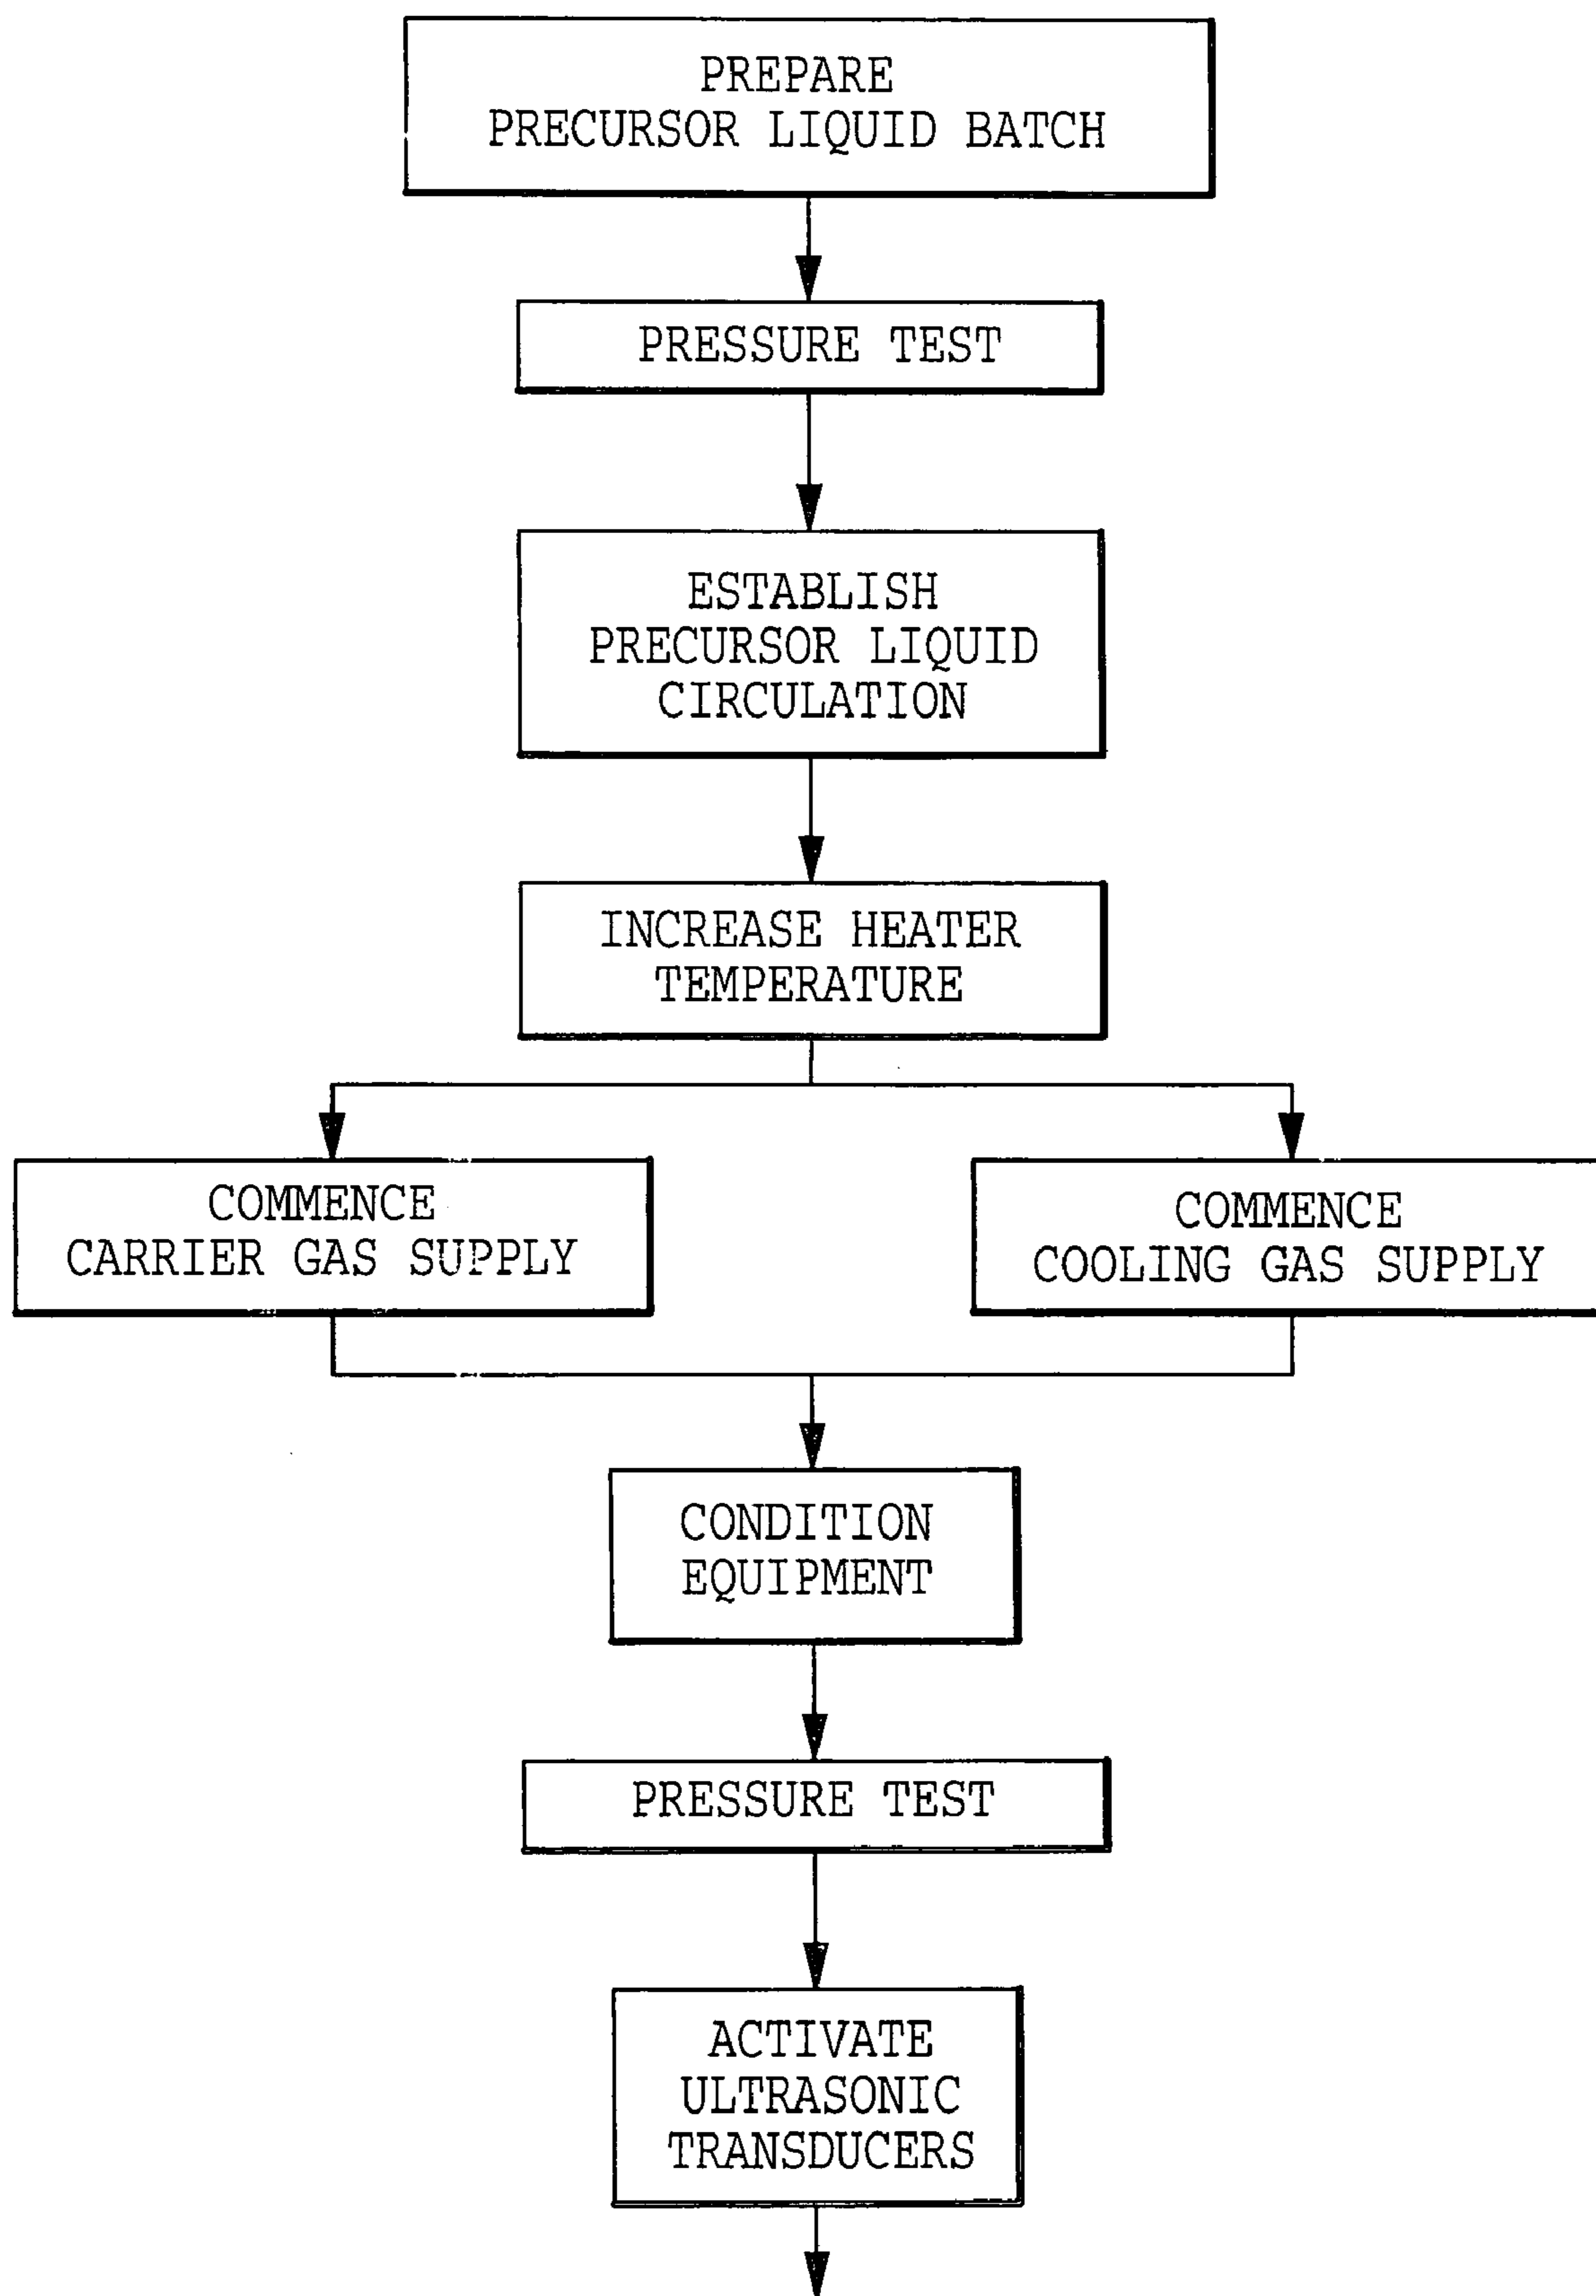 PREPARE
PRECURSOR LIQUID BATCH
PRESSURE TEST
ESTABLISH
PRECURSOR LIQUID
CIRCULATION
INCREASE HEATER
TEMPERATURE
COMMENCE
CARRIER GAS SUPPLY
COMMENCE
COOLING GAS SUPPLY
CONDITION
EQUIPMENT
PRESSURE TEST
ACTIVATE
ULTRASONIC
TRANSDUCERS